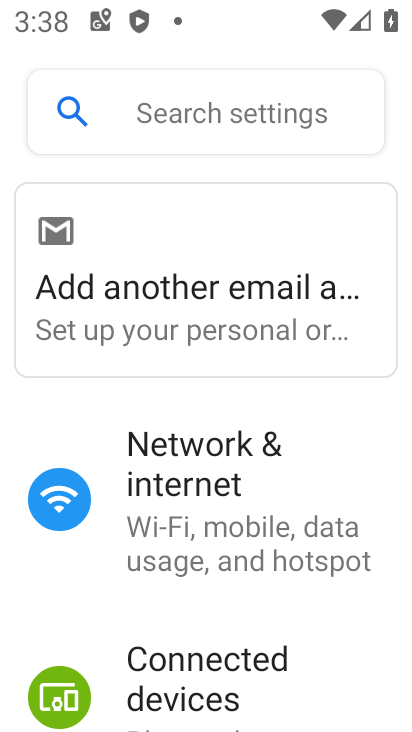 3:38
Search settings
Add another email a...
Set up your personal or...
Network &
internet
Wi-Fi, mobile, data
usage, and hotspot
Connected
devices